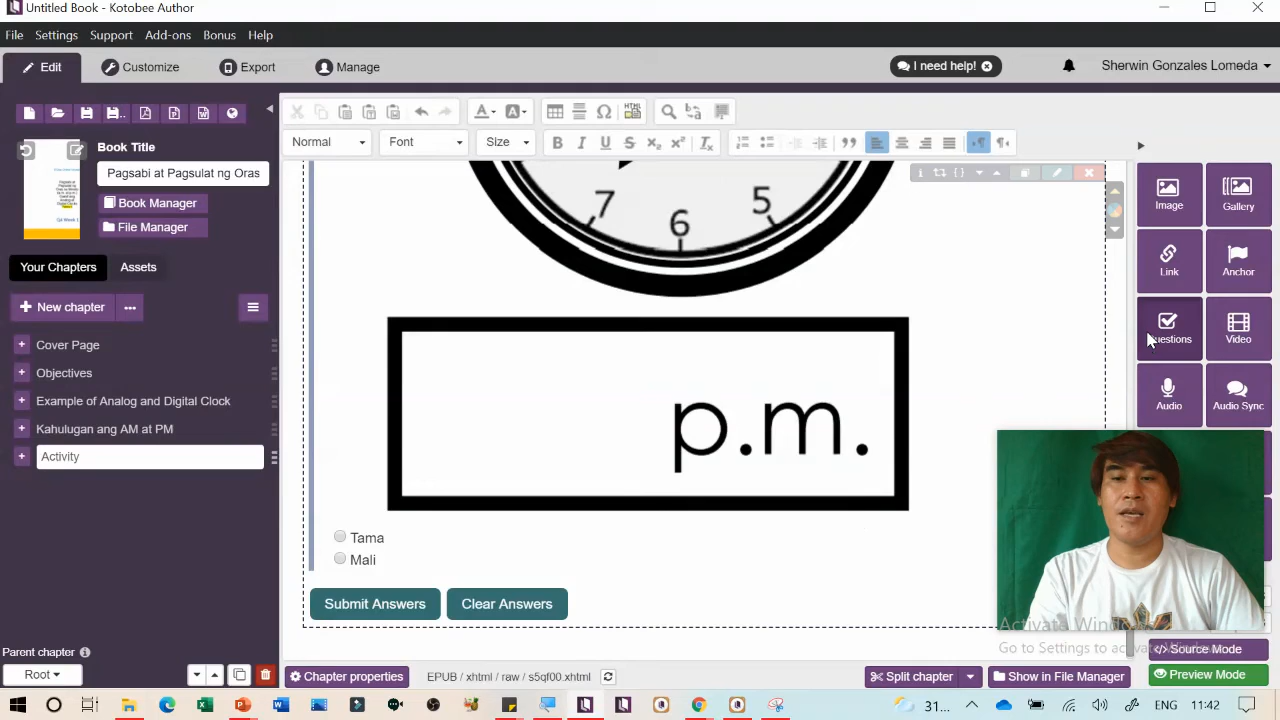 Untitled Book - Kotobee Author
File Settings Support Add-ons Bonus Help
Edit Customize Export Manage I need help! Sherwin Gonzales Lomeda
Book Title
Pagsabi at Pagsulat ng Oras
Book Manager
File Manager
Your Chapters Assets
New chapter
Cover Page
Objectives
Example of Analog and Digital Clock
Kahulugan ang AM at PM
Activity
Parent chapter
Root
Normal Font Size
HTML
7 6 5
p.m.
Tama
Mali
Submit Answers Clear Answers
Chapter properties EPUB / xhtml / raw / s5qf00.xhtml Split chapter Show in File Manager
Image Gallery
Link Anchor
Video
Audio Audio Sync
Activate Windows
Go to Settings to
Source Mode
Preview Mode
31... ENG 11:42